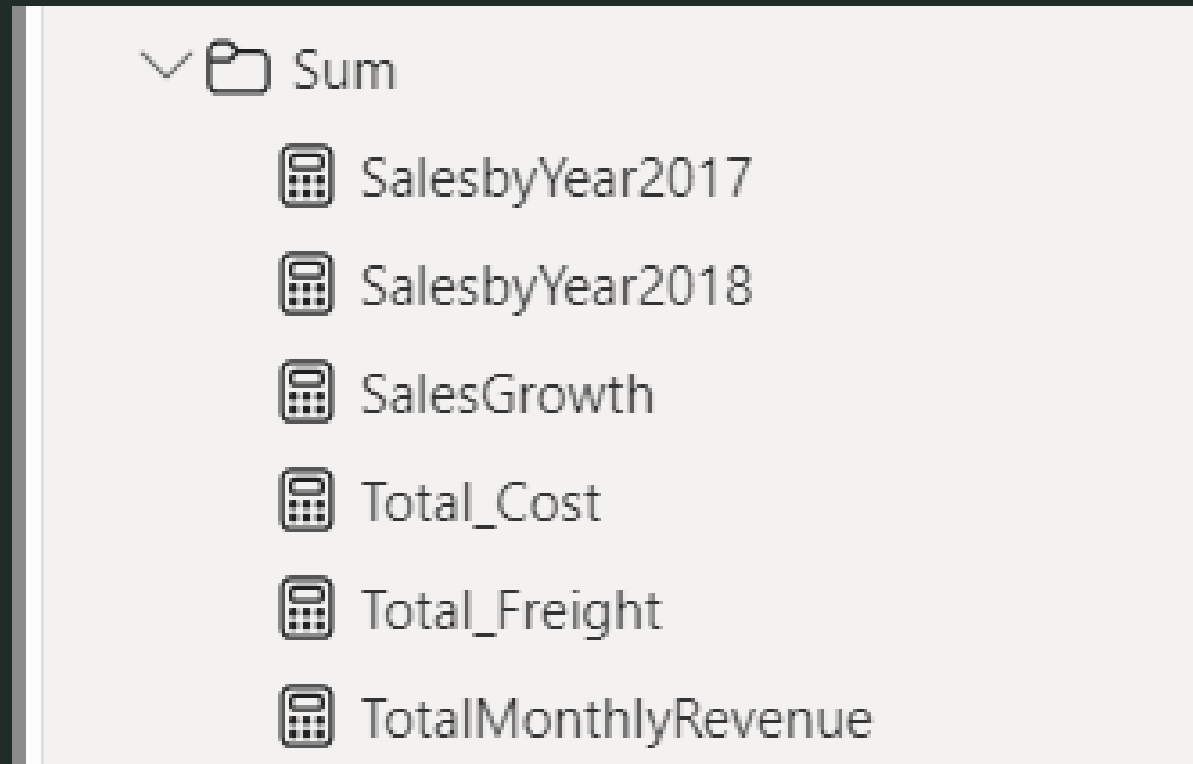 Sum
SalesbyYear2017
SalesbyYear2018
SalesGrowth
Total_Cost
Total_Freight
TotalMonthlyRevenue